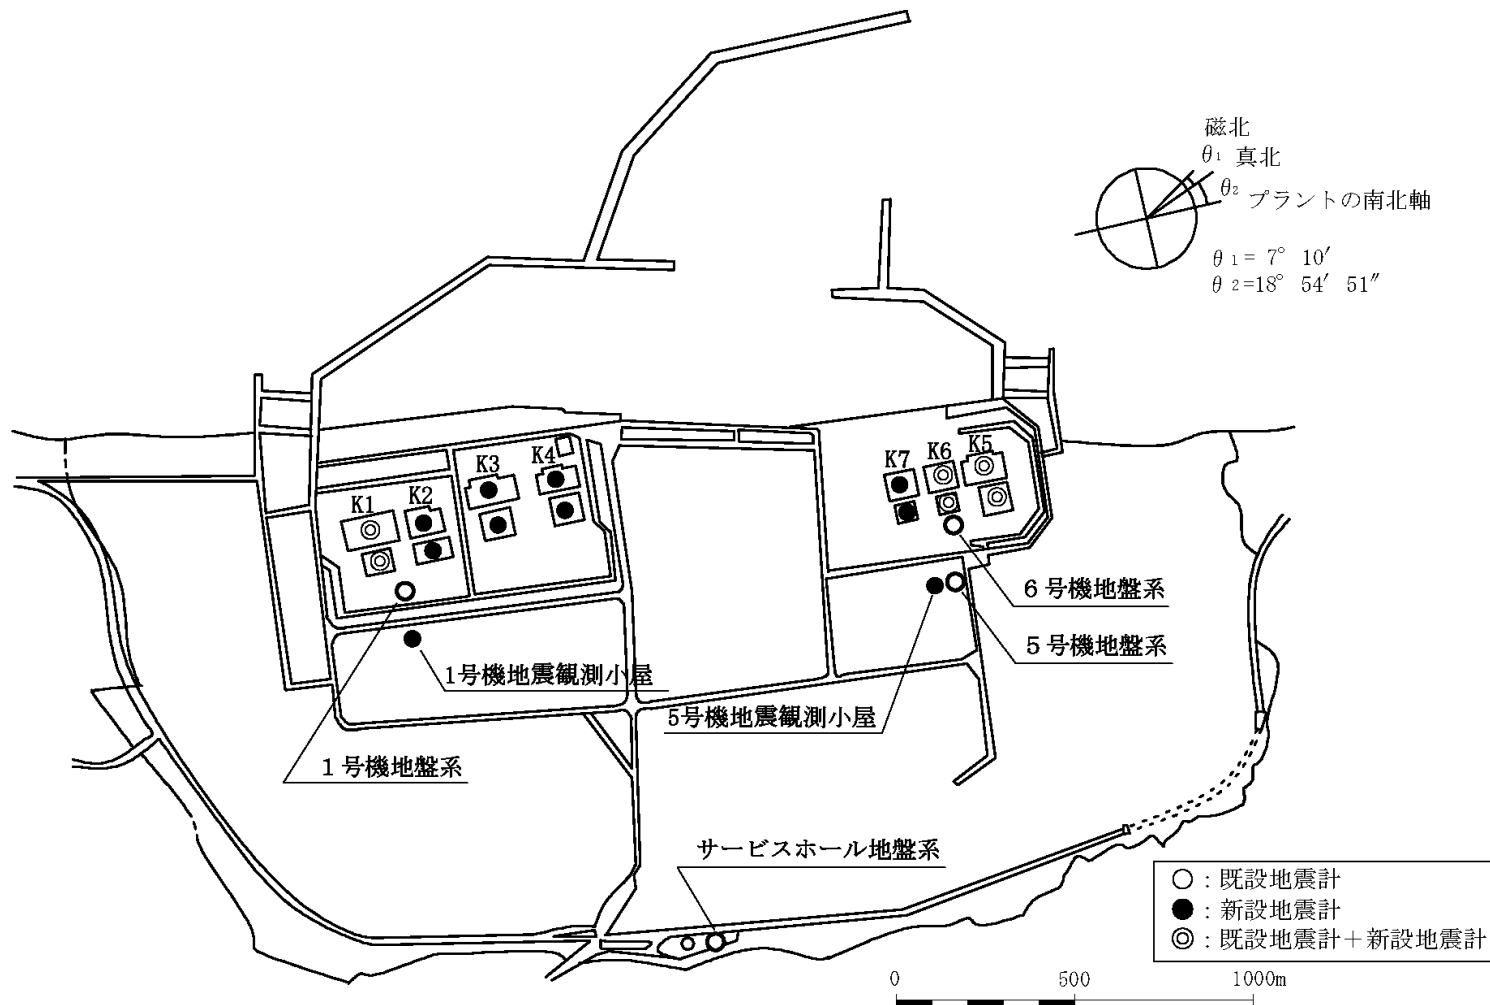 磁北
θ1 真北
θ2 プラントの南北軸
θ1= 7° 10′
θ2=18° 54′ 51″
K3
K4
K1
K2
K7
K6
K5
6号機地盤系
5号機地盤系
1号機地震観測小屋
5号機地震観測小屋
1号機地盤系
サービスホール地盤系
○:既設地震計
●:新設地震計
◎:既設地震計+新設地震計
0 500 1000m